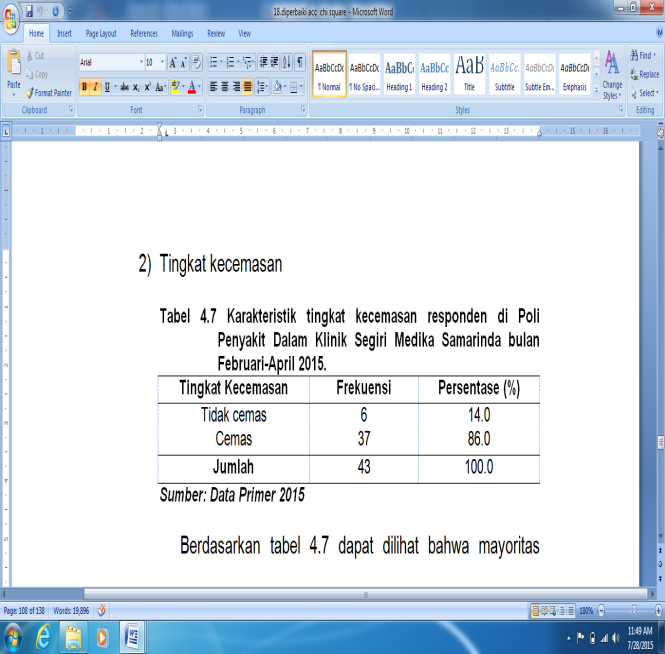 18.diperbaiki acc chi square - Microsoft Word
Home Insert Page Layout References Mailings Review View
Paste
Cut
Copy
Format Painter
Clipboard
Arial 10
Font
Paragraph
AaBbCcDc AaBbCcDc AaBbC AaBbCc AaB AaBbCc. AaBbCcDc AaBbCcDt
¶ Normal ¶ No Spaci... Heading 1 Heading 2 Title Subtitle Subtle Em... Emphasis
Change Styles
Styles
Find
Replace
Select
Editing
2) Tingkat kecemasan
Tabel 4.7 Karakteristik tingkat kecemasan responden di Poli
Penyakit Dalam Klinik Segiri Medika Samarinda bulan
Februari-April 2015.
Tingkat Kecemasan Frekuensi Persentase (%)
Tidak cemas 6 14.0
Cemas 37 86.0
Jumlah 43 100.0
Sumber: Data Primer 2015
Berdasarkan tabel 4.7 dapat dilihat bahwa mayoritas
Page: 108 of 138 Words: 19,896 180%
11:49 AM
7/28/2015